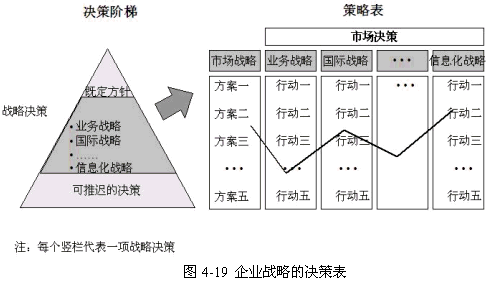 决策阶梯
策略表
市场决策
战略决策
既定方针
• 业务战略
• 国际战略
• ……
• 信息化战略
可推迟的决策
市场战略 业务战略 国际战略 • • • 信息化战略
方案一 行动一 行动一 • • • 行动一
方案二 行动二 行动二 行动二
方案三 行动三 行动三 行动三
• • • • • • • • • • • •
方案五 行动五 行动五 行动五
注：每个竖栏代表一项战略决策
图 4-19 企业战略的决策表